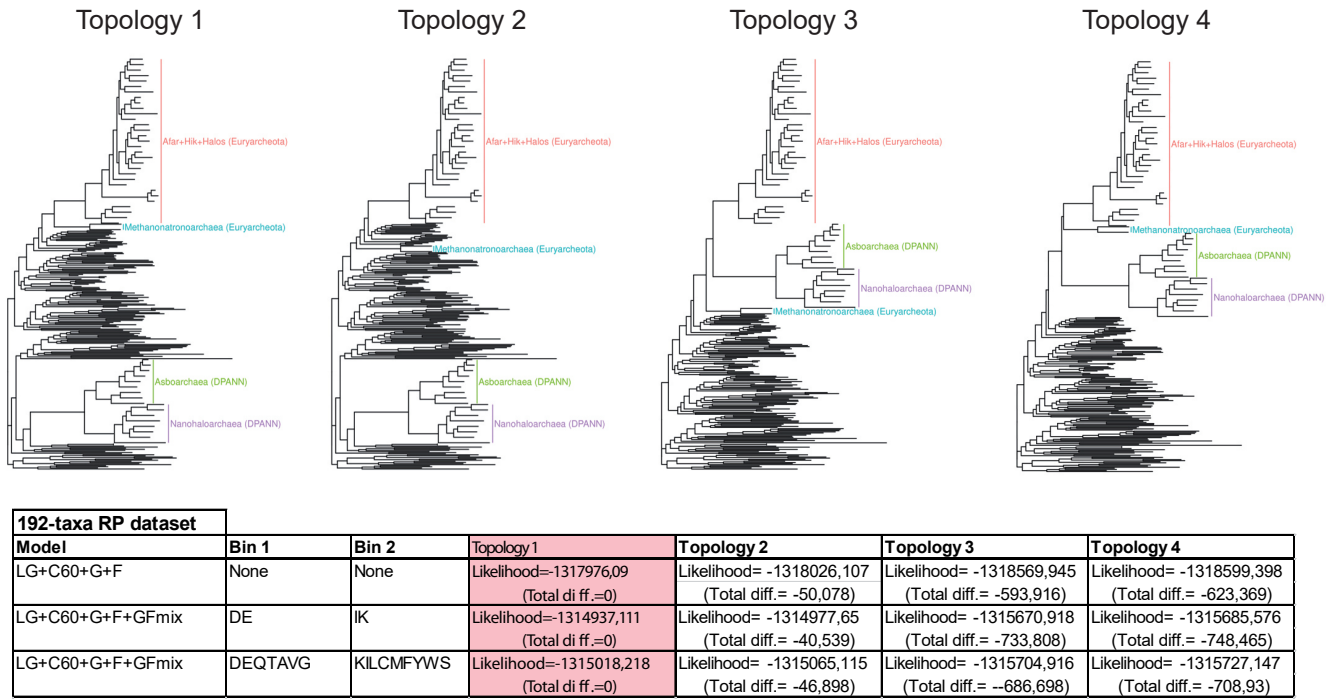 Topology 1
Topology 2
Topology 3
Topology 4
Afar+Hik+Halos (Euryarcheota)
Methanonatronoarchaea (Euryarcheota)
Asboarchaea (DPANN)
Nanohaloarchaea (DPANN)
Afar+Hik+Halos (Euryarcheota)
Methanonatronoarchaea (Euryarcheota)
Asboarchaea (DPANN)
Nanohaloarchaea (DPANN)
Afar+Hik+Halos (Euryarcheota)
Asboarchaea (DPANN)
Nanohaloarchaea (DPANN)
Methanonatronoarchaea (Euryarcheota)
Afar+Hik+Halos (Euryarcheota)
Methanonatronoarchaea (Euryarcheota)
Asboarchaea (DPANN)
Nanohaloarchaea (DPANN)
192-taxa RP dataset
Model Bin 1 Bin 2 Topology 1 Topology 2 Topology 3 Topology 4
LG+C60+G+F None None Likelihood=-1317976,09 Likelihood= -1318026,107 Likelihood= -1318569,945 Likelihood= -1318599,398
(Total di ff.=0) (Total diff.= -50,078) (Total diff.= -593,916) (Total diff.= -623,369)
LG+C60+G+F+GFmix DE IK Likelihood=-1314937,111 Likelihood= -1314977,65 Likelihood= -1315670,918 Likelihood= -1315685,576
(Total di ff.=0) (Total diff.= -40,539) (Total diff.= -733,808) (Total diff.= -748,465)
LG+C60+G+F+GFmix DEQTAVG KILCMFYWS Likelihood=-1315018,218 Likelihood= -1315065,115 Likelihood= -1315704,916 Likelihood= -1315727,147
(Total di ff.=0) (Total diff.= -46,898) (Total diff.= --686,698) (Total diff.= -708,93)